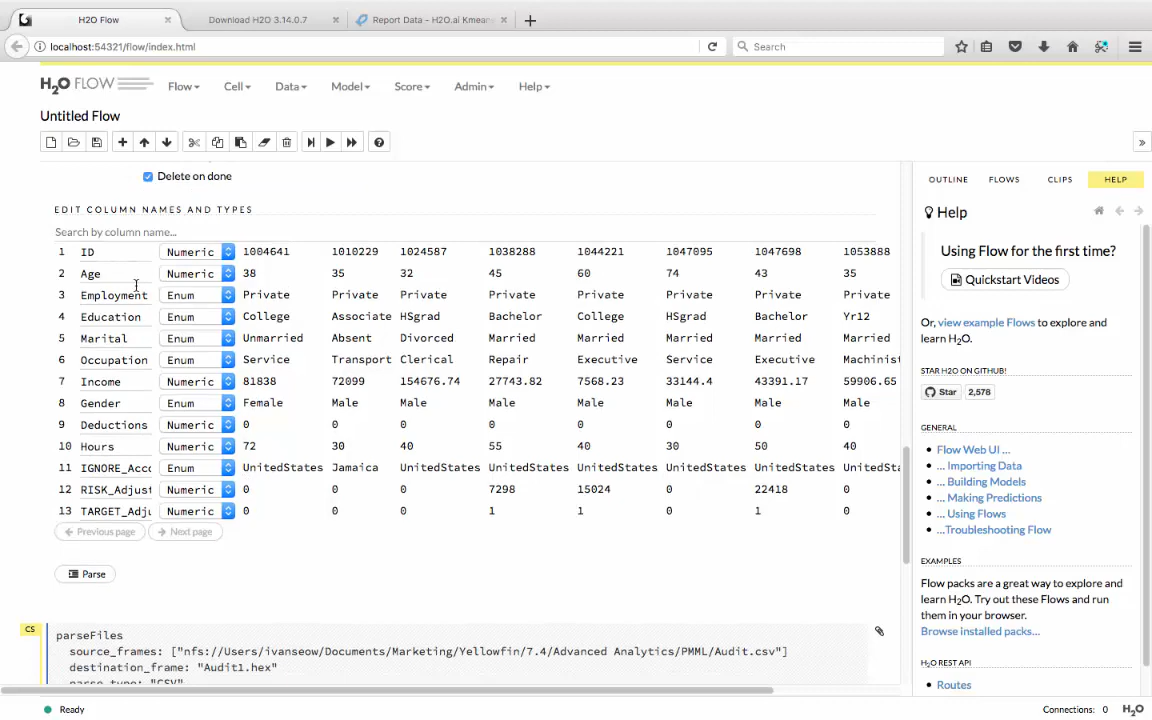 H2O Flow
Download H2O 3.14.0.7
Report Data - H2O.ai Kmean
localhost:54321/flow/index.html
Search
H2O FLOW
Flow
Cell
Data
Model
Score
Admin
Help
Untitled Flow
Delete on done
EDIT COLUMN NAMES AND TYPES
Search by column name...
1 ID Numeric 1004641 1010229 1024587 1038288 1044221 1047095 1047698 1053888
2 Age Numeric 38 35 32 45 60 74 43 35
3 Employment Enum Private Private Private Private Private Private Private Private
4 Education Enum College Associate HSgrad Bachelor College HSgrad Bachelor Yr12
5 Marital Enum Unmarried Absent Divorced Married Married Married Married Married
6 Occupation Enum Service Transport Clerical Repair Executive Service Executive Machinist
7 Income Numeric 81838 72099 154676.74 27743.82 7568.23 33144.4 43391.17 59906.65
8 Gender Enum Female Male Male Male Male Male Male Male
9 Deductions Numeric 0 0 0 0 0 0 0 0
10 Hours Numeric 72 30 40 55 40 30 50 40
11 IGNORE_Acco Enum UnitedStates Jamaica UnitedStates UnitedStates UnitedStates UnitedStates UnitedStates UnitedSta
12 RISK_Adjust Numeric 0 0 0 7298 15024 0 22418 0
13 TARGET_Adju Numeric 0 0 0 1 1 0 1 0
Previous page
Next page
Parse
CS
parseFiles
source_frames: ["nfs://Users/ivanseow/Documents/Marketing/Yellowfin/7.4/Advanced Analytics/PMML/Audit.csv"]
destination_frame: "Audit1.hex"
parse_type: "CSV"
OUTLINE
FLOWS
CLIPS
HELP
Help
Using Flow for the first time?
Quickstart Videos
Or, view example Flows to explore and
learn H2O.
STAR H2O ON GITHUB!
Star
2,578
GENERAL
Flow Web UI ...
... Importing Data
... Building Models
... Making Predictions
... Using Flows
...Troubleshooting Flow
EXAMPLES
Flow packs are a great way to explore and
learn H2O. Try out these Flows and run
them in your browser.
Browse installed packs...
H2O REST API
Routes
Ready
Connections: 0
H2O